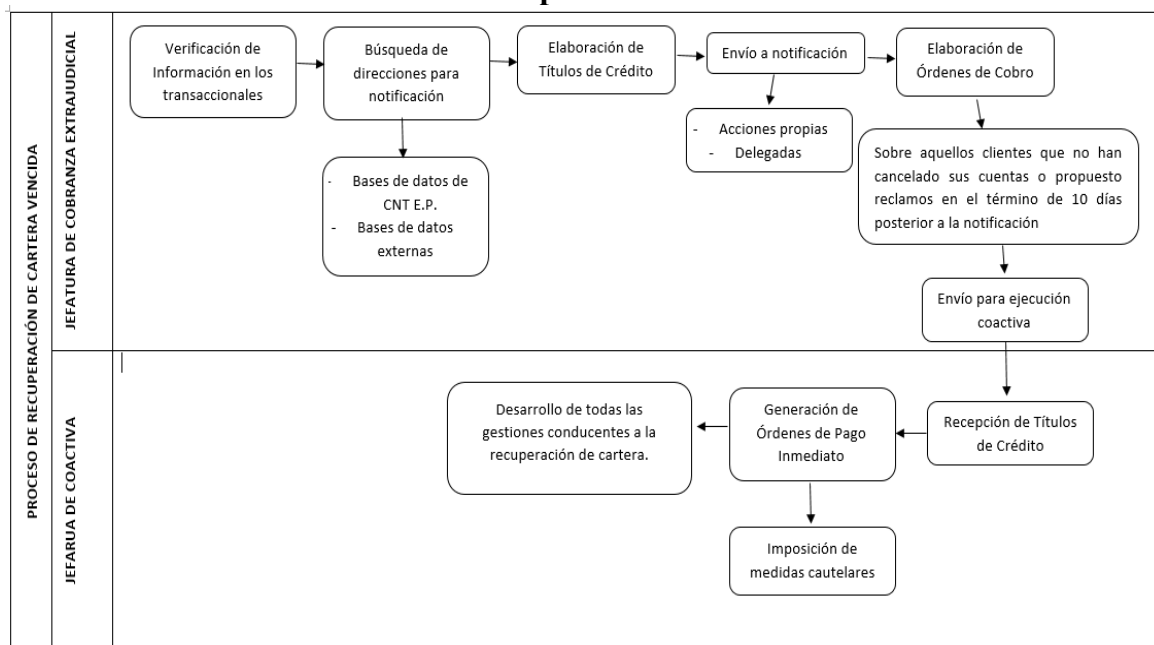 PROCESO DE RECUPERACIÓN DE CARTERA VENCIDA
JEFATURA DE COBRANZA EXTRAJUDICIAL
Verificación de
Información en los
transaccionales
Búsqueda de
direcciones para
notificación
Elaboración de
Títulos de Crédito
Envío a notificación
Elaboración de
Órdenes de Cobro
- Bases de datos de
CNT E.P.
- Bases de datos
externas
- Acciones propias
- Delegadas
Sobre aquellos clientes que no han
cancelado sus cuentas o propuesto
reclamos en el término de 10 días
posterior a la notificación
Envío para ejecución
coactiva
JEFARUA DE COACTIVA
Recepción de Títulos
de Crédito
Generación de
Órdenes de Pago
Inmediato
Desarrollo de todas las
gestiones conducentes a la
recuperación de cartera.
Imposición de
medidas cautelares